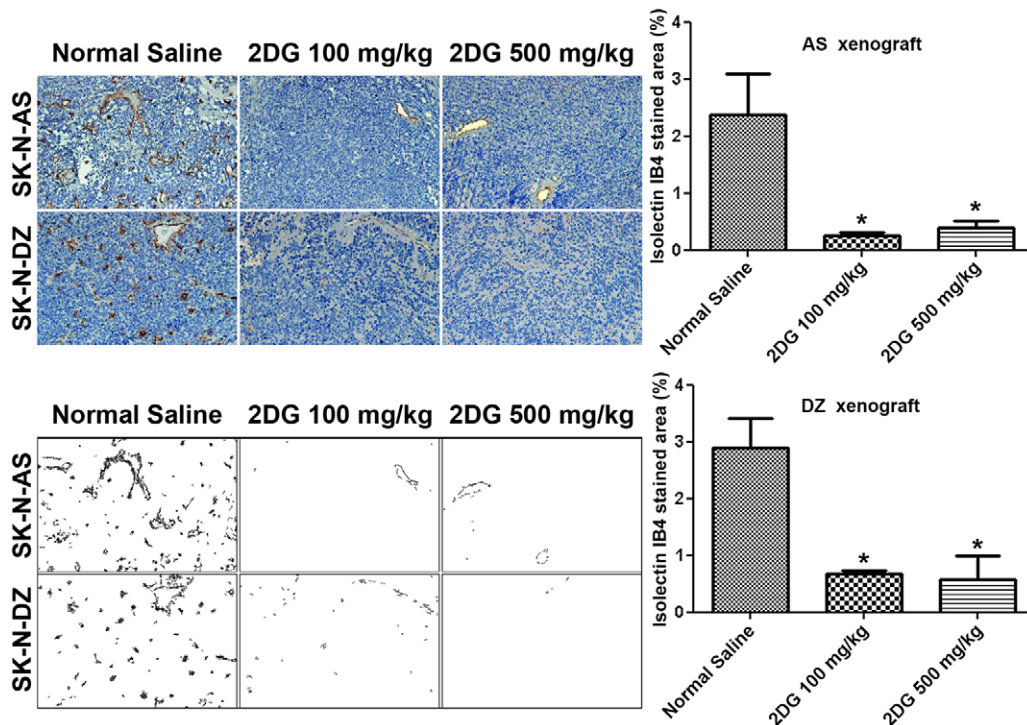 Normal Saline 2DG 100 mg/kg 2DG 500 mg/kg
SK-N-AS
SK-N-DZ
Isolectin IB4 stained area (%)
4
3
2
1
0
AS xenograft
*
*
Normal Saline
2DG 100 mg/kg
2DG 500 mg/kg
Normal Saline 2DG 100 mg/kg 2DG 500 mg/kg
SK-N-AS
SK-N-DZ
Isolectin IB4 stained area (%)
4
3
2
1
0
DZ xenograft
*
*
Normal Saline
2DG 100 mg/kg
2DG 500 mg/kg